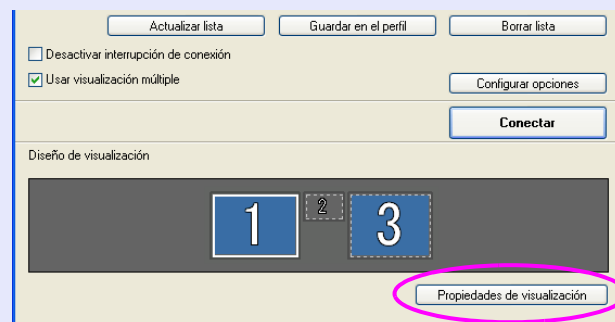 Actualizar lista Guardar en el perfil Borrar lista
Desactivar interrupción de conexión
Usar visualización múltiple
Configurar opciones
Conectar
Diseño de visualización
1 2 3
Propiedades de visualización